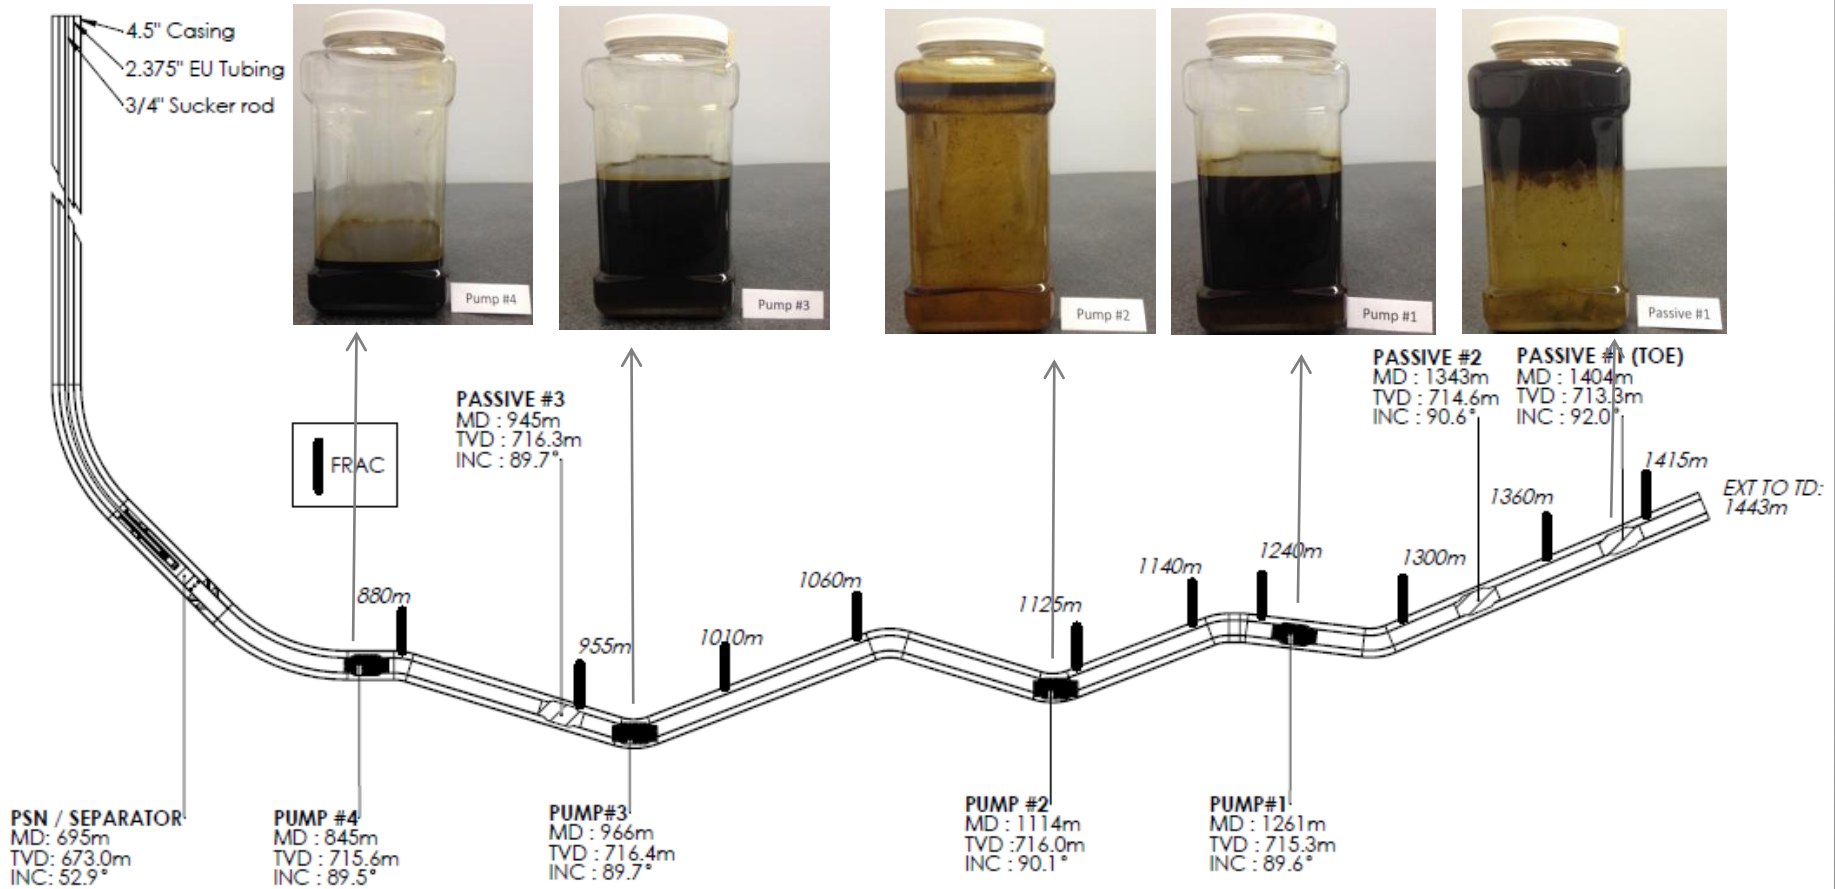 4.5" Casing
2.375" EU Tubing
3/4" Sucker rod
Pump #4
Pump #3
Pump #2
Pump #1
Passive #1
PASSIVE #2
MD : 1343m
TVD : 714.6m
INC : 90.6°
PASSIVE #1 (TOE)
MD : 1404m
TVD : 713.3m
INC : 92.0°
PASSIVE #3
MD : 945m
TVD : 716.3m
INC : 89.7°
FRAC
1415m
EXT TO TD:
1443m
1360m
1300m
1240m
1140m
1125m
1060m
1010m
955m
880m
PSN / SEPARATOR
MD: 695m
TVD: 673.0m
INC: 52.9°
PUMP #4
MD : 845m
TVD : 715.6m
INC : 89.5°
PUMP#3
MD : 966m
TVD : 716.4m
INC : 89.7°
PUMP #2
MD : 1114m
TVD :716.0m
INC : 90.1°
PUMP#1
MD : 1261m
TVD : 715.3m
INC : 89.6°